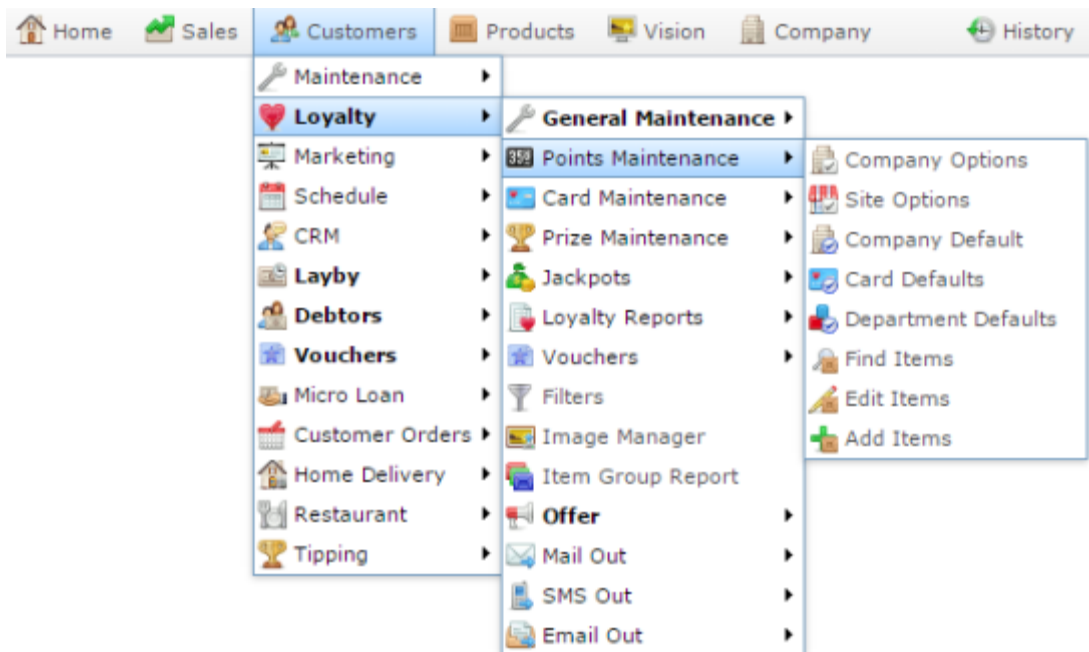 Home Sales Customers Products Vision Company History
Maintenance
Loyalty
Marketing
Schedule
CRM
Layby
Debtors
Vouchers
Micro Loan
Customer Orders
Home Delivery
Restaurant
Tipping
General Maintenance
359 Points Maintenance
Card Maintenance
Prize Maintenance
Jackpots
Loyalty Reports
Vouchers
Filters
Image Manager
Item Group Report
Offer
Mail Out
SMS Out
Email Out
Company Options
Site Options
Company Default
Card Defaults
Department Defaults
Find Items
Edit Items
Add Items